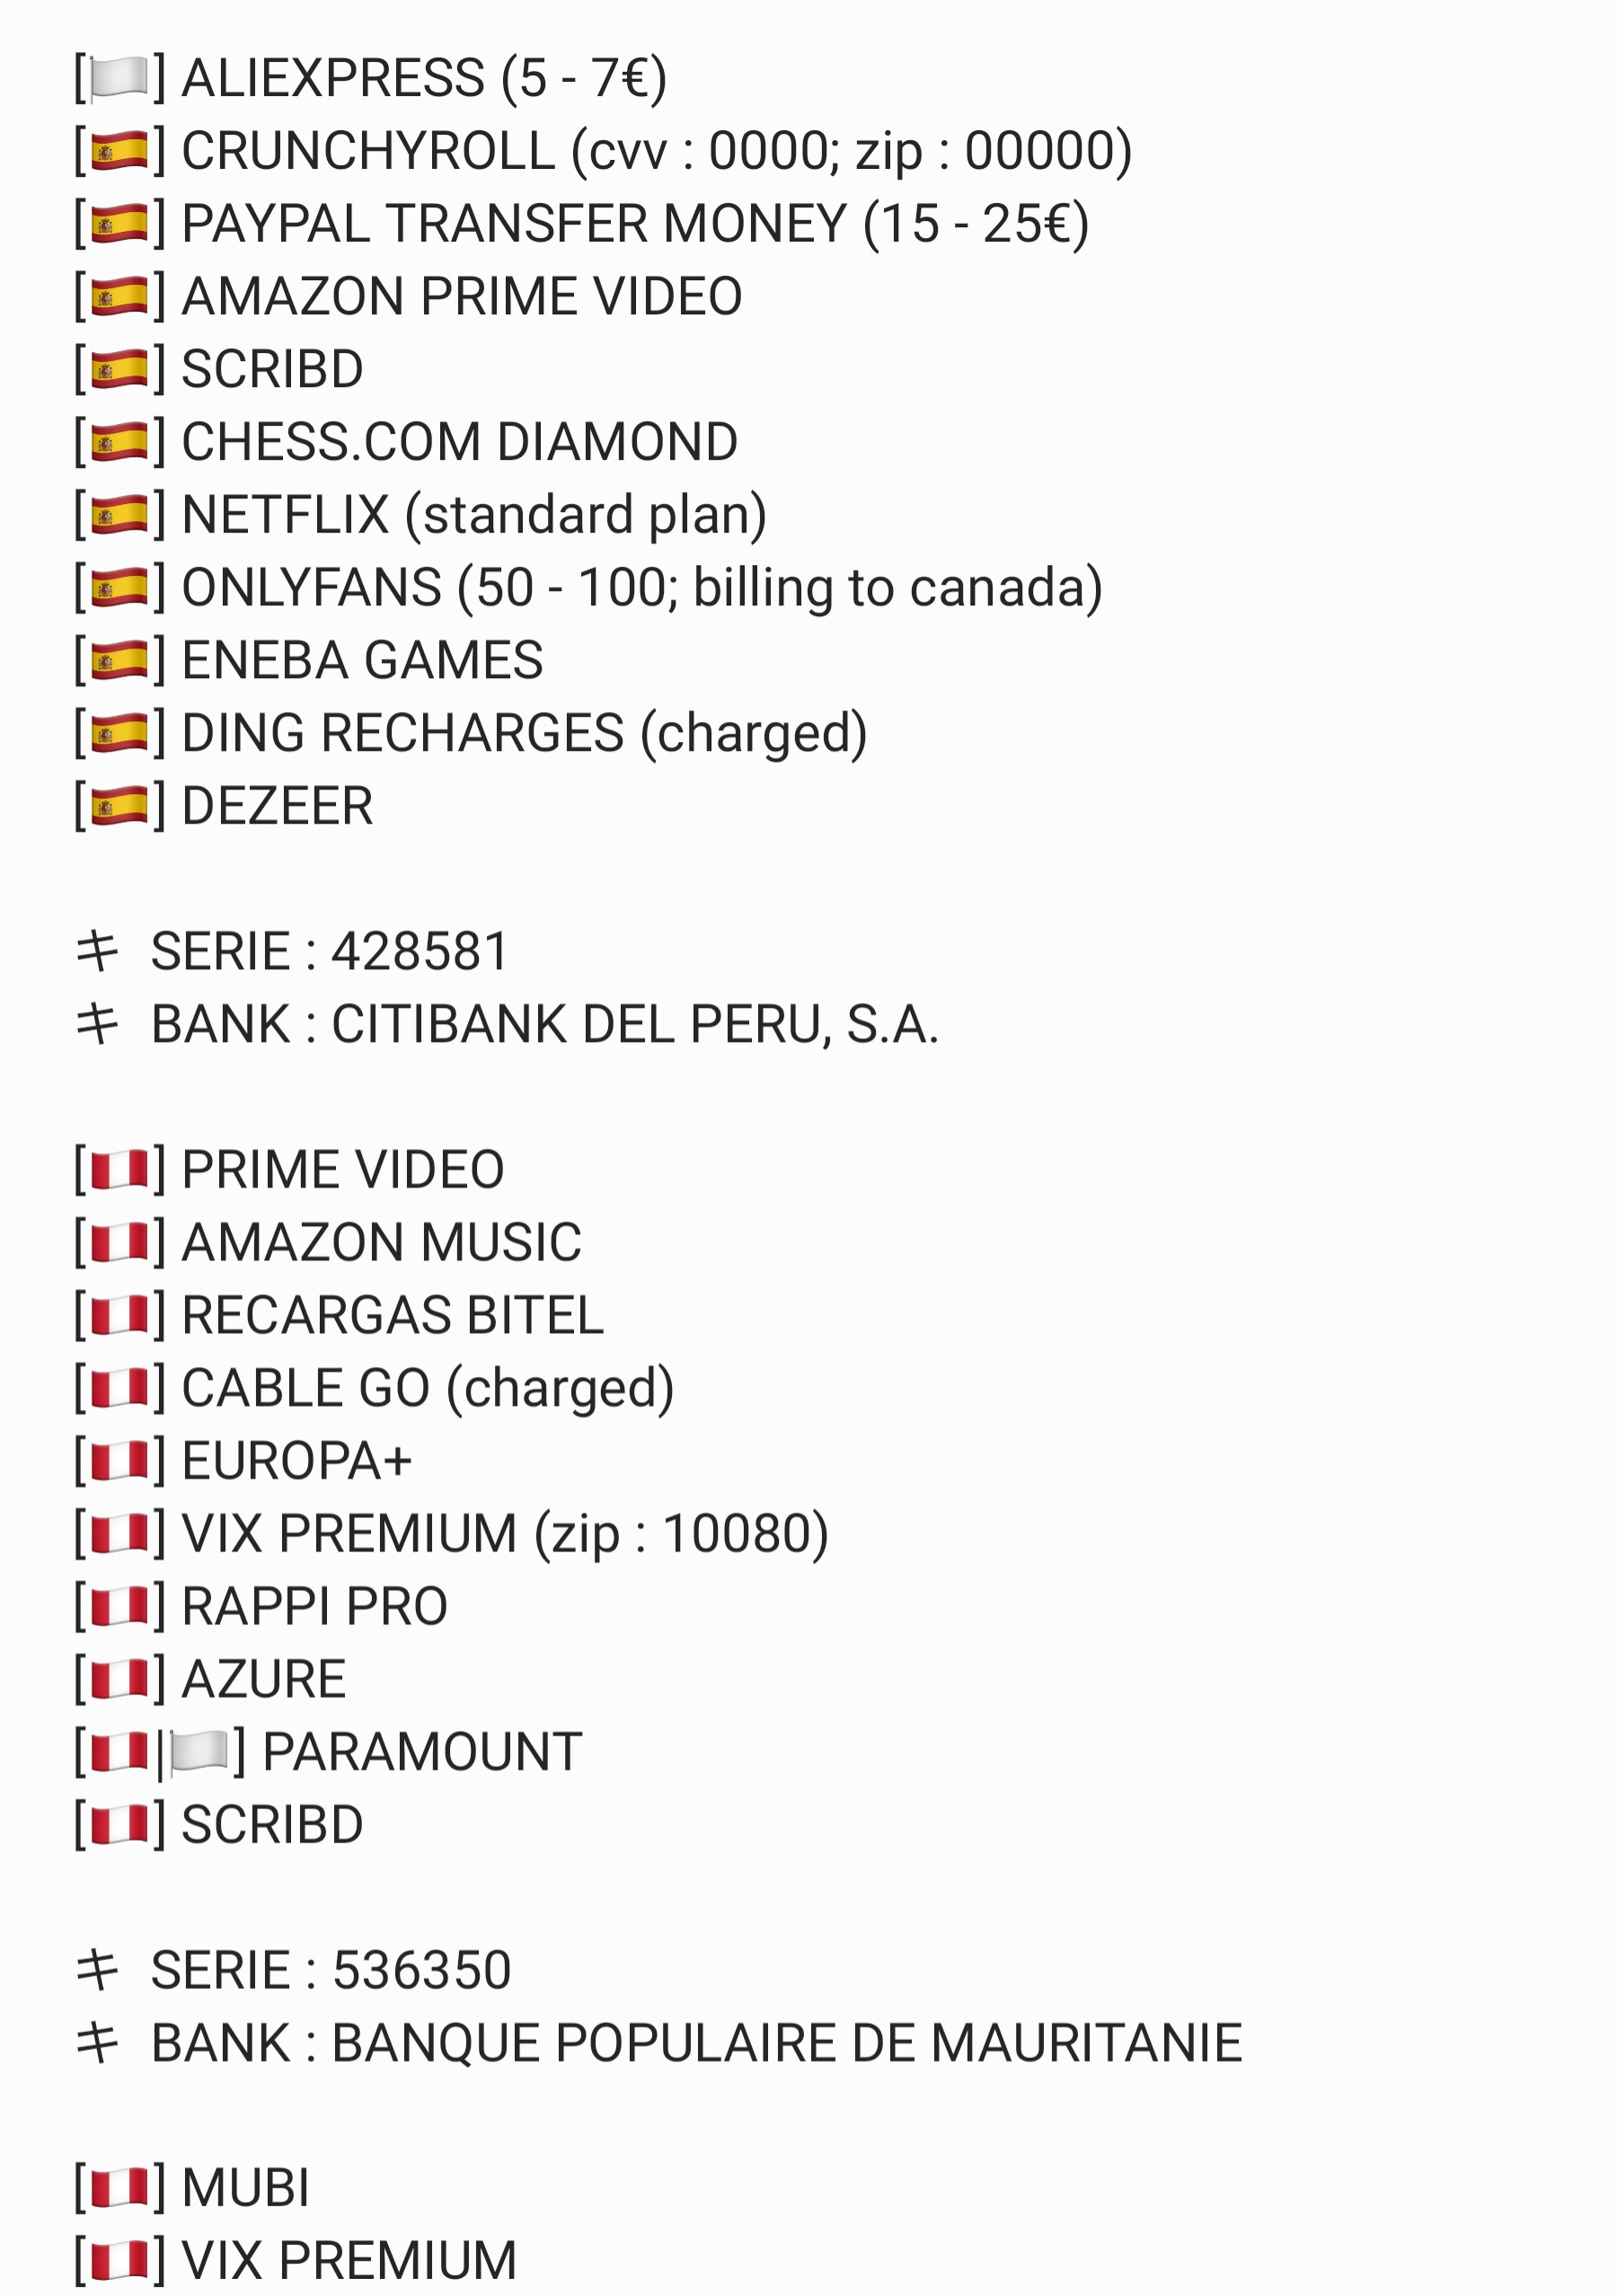 [🏳️] ALIEXPRESS (5 - 7€)
[🇪🇸] CRUNCHYROLL (cvv : 0000; zip : 00000)
[🇪🇸] PAYPAL TRANSFER MONEY (15 - 25€)
[🇪🇸] AMAZON PRIME VIDEO
[🇪🇸] SCRIBD
[🇪🇸] CHESS.COM DIAMOND
[🇪🇸] NETFLIX (standard plan)
[🇪🇸] ONLYFANS (50 - 100; billing to canada)
[🇪🇸] ENEBA GAMES
[🇪🇸] DING RECHARGES (charged)
[🇪🇸] DEZEER
キ SERIE : 428581
キ BANK : CITIBANK DEL PERU, S.A.
[🇵🇪] PRIME VIDEO
[🇵🇪] AMAZON MUSIC
[🇵🇪] RECARGAS BITEL
[🇵🇪] CABLE GO (charged)
[🇵🇪] EUROPA+
[🇵🇪] VIX PREMIUM (zip : 10080)
[🇵🇪] RAPPI PRO
[🇵🇪] AZURE
[🇵🇪|🏳️] PARAMOUNT
[🇵🇪] SCRIBD
キ SERIE : 536350
キ BANK : BANQUE POPULAIRE DE MAURITANIE
[🇵🇪] MUBI
[🇵🇪] VIX PREMIUM